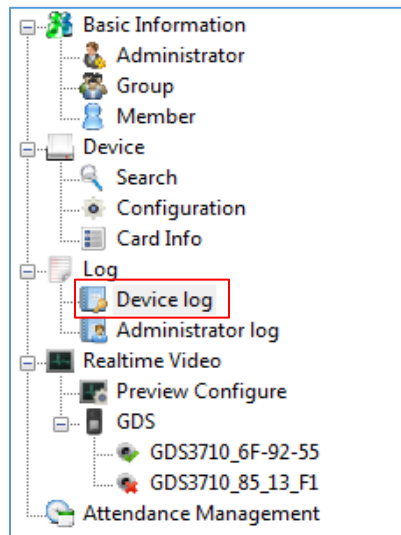 Basic Information
Administrator
Group
Member
Device
Search
Configuration
Card Info
Log
Device log
Administrator log
Realtime Video
Preview Configure
GDS
GDS3710_6F-92-55
GDS3710_85_13_F1
Attendance Management